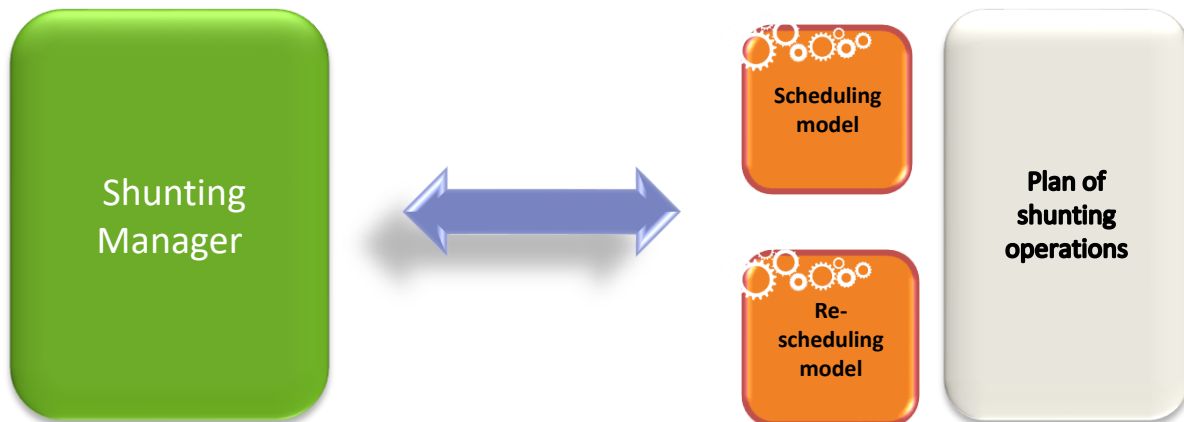 Shunting
Manager
Scheduling
model
Re-
scheduling
model
Plan of
shunting
operations